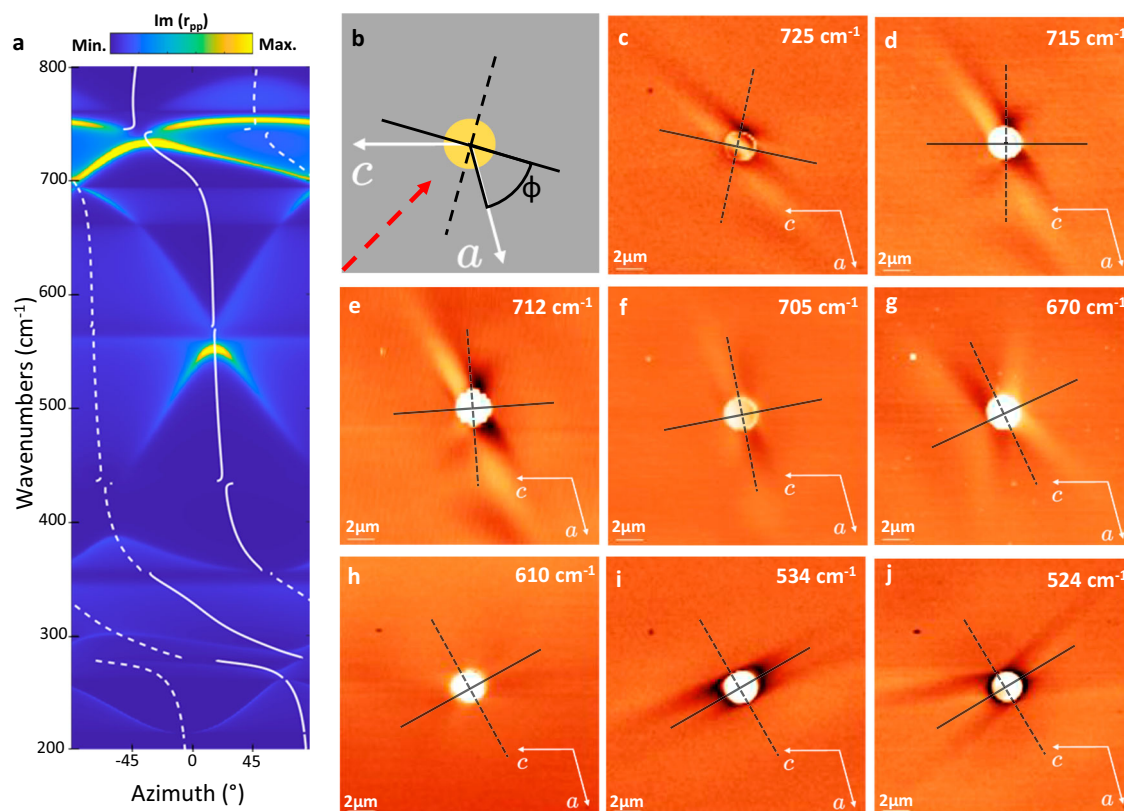 a
Im (r_pp)
Min.
Max.
800
700
600
500
400
300
200
Wavenumbers (cm⁻¹)
-45
0
45
Azimuth (°)
b
c
a
ϕ
c
725 cm⁻¹
c
a
2μm
d
715 cm⁻¹
c
a
2μm
e
712 cm⁻¹
c
a
2μm
f
705 cm⁻¹
c
a
2μm
g
670 cm⁻¹
c
a
2μm
h
610 cm⁻¹
c
a
2μm
i
534 cm⁻¹
c
a
2μm
j
524 cm⁻¹
c
a
2μm